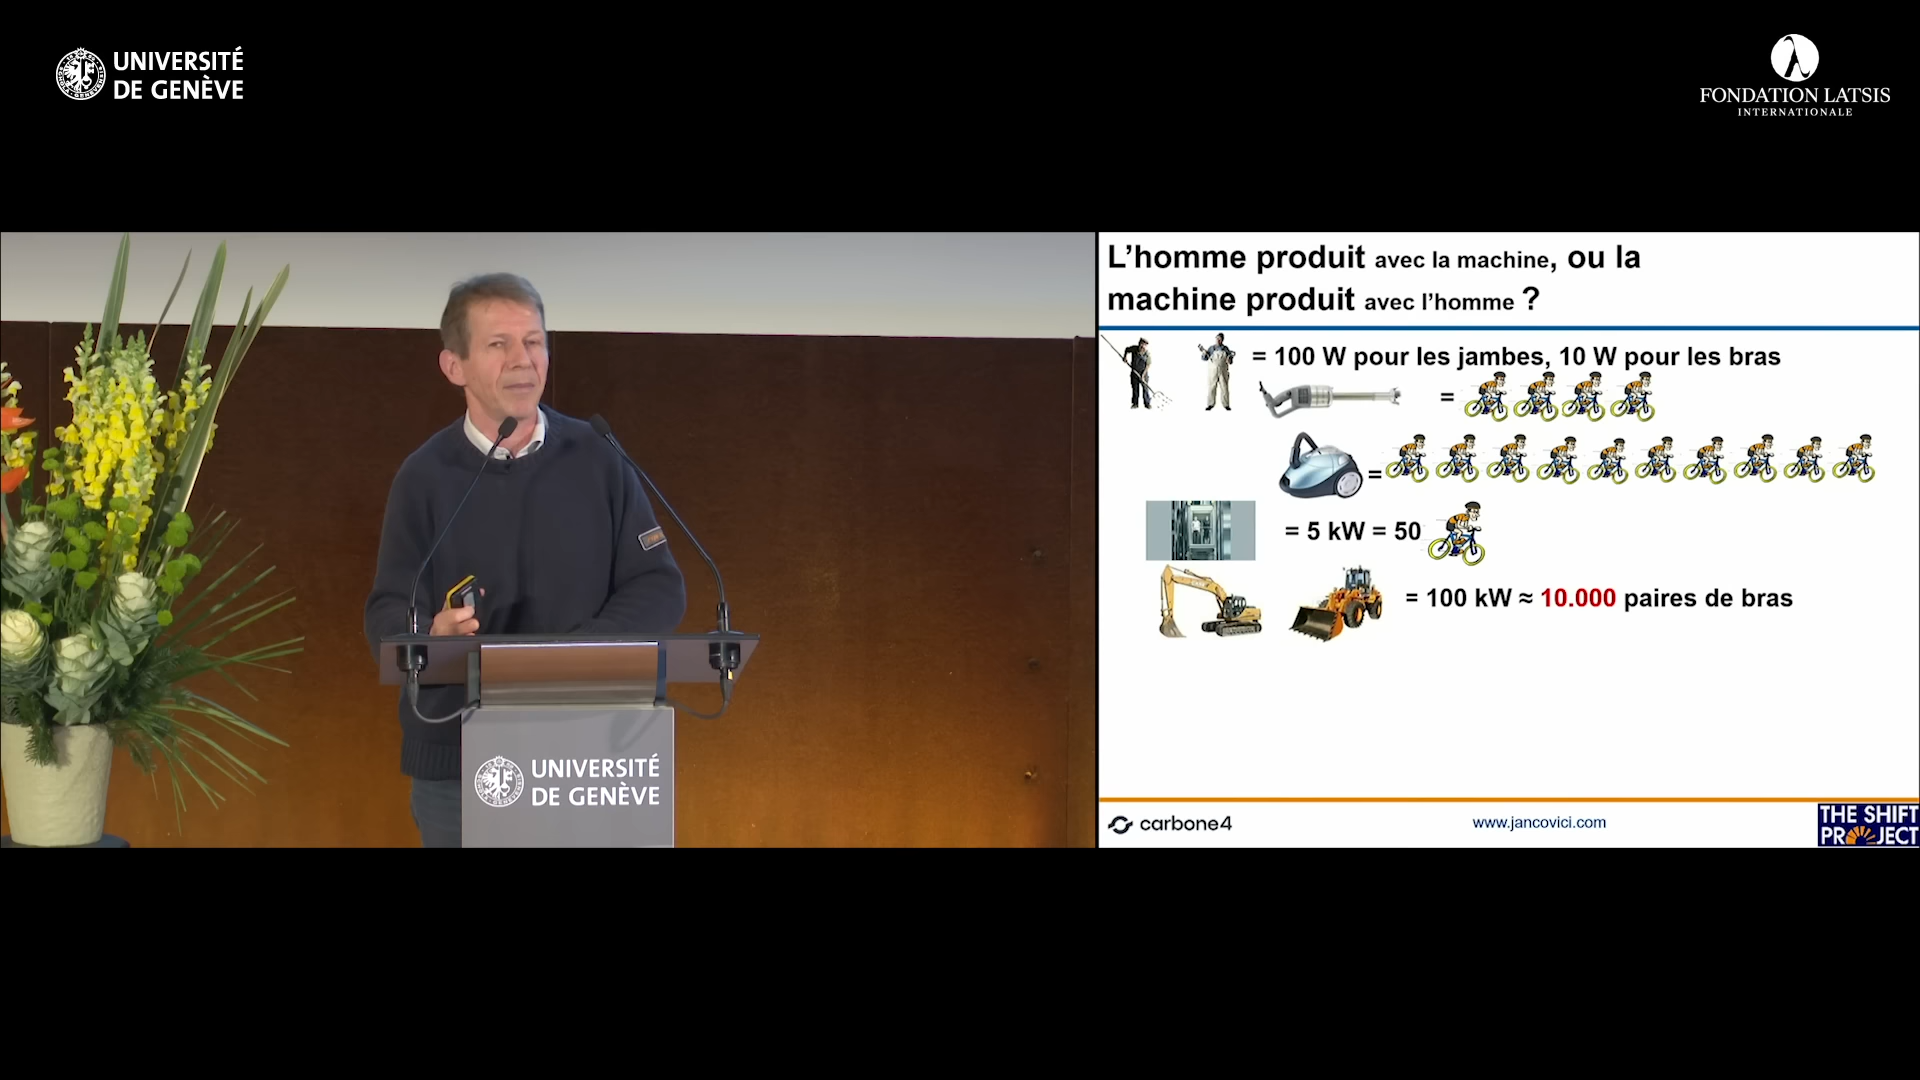 UNIVERSITÉ
DE GENÈVE
FONDATION LATSIS
INTERNATIONALE
L'homme produit avec la machine, ou la
machine produit avec l'homme ?
= 100 W pour les jambes, 10 W pour les bras
=
=
= 5 kW = 50
= 100 kW ≈ 10.000 paires de bras
carbone4
www.jancovici.com
THE SHIFT
PROJECT
UNIVERSITÉ
DE GENÈVE